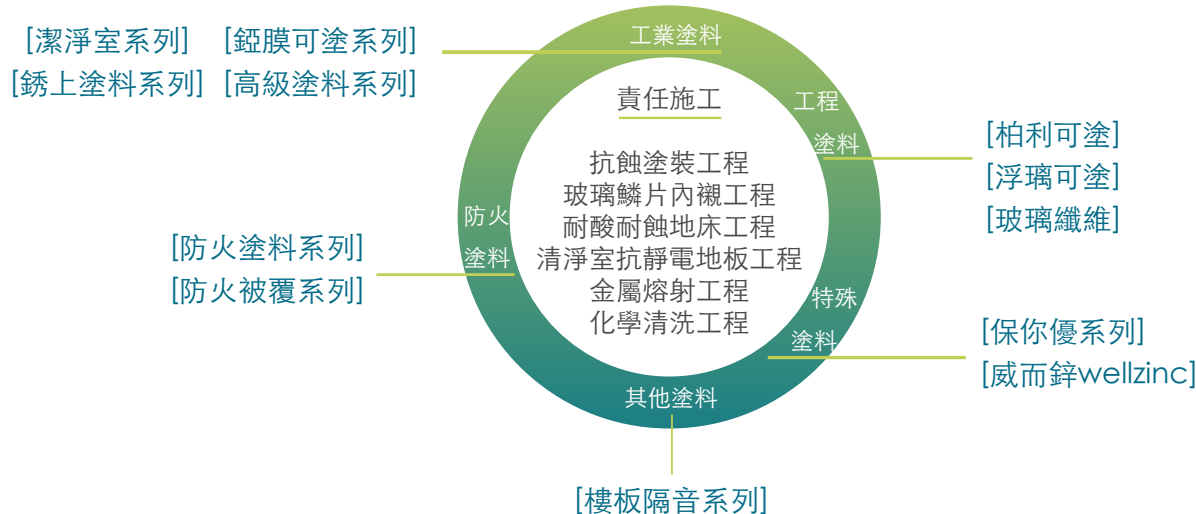 [潔淨室系列] [錏膜可塗系列]
[銹上塗料系列] [高級塗料系列]
工業塗料
工程
塗料
[柏利可塗]
[浮璃可塗]
[玻璃纖維]
責任施工
抗蝕塗裝工程
玻璃鱗片內襯工程
耐酸耐蝕地床工程
清淨室抗靜電地板工程
金屬熔射工程
化學清洗工程
防火
塗料
[防火塗料系列]
[防火被覆系列]
特殊
塗料
[保你優系列]
[威而鋅wellzinc]
其他塗料
[樓板隔音系列]